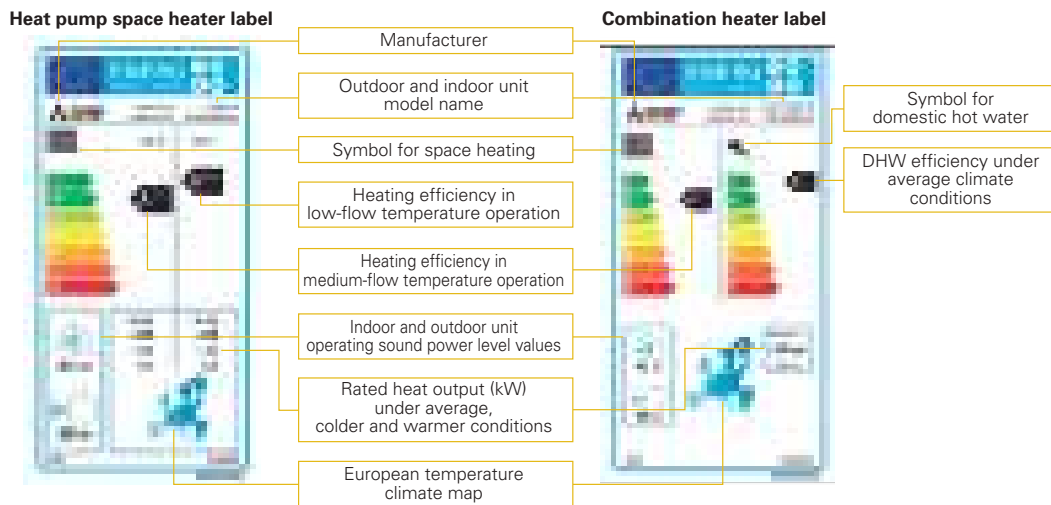 Heat pump space heater label
Combination heater label
Manufacturer
Outdoor and indoor unit
model name
Symbol for space heating
Heating efficiency in
low-flow temperature operation
Heating efficiency in
medium-flow temperature operation
Indoor and outdoor unit
operating sound power level values
Rated heat output (kW)
under average,
colder and warmer conditions
European temperature
climate map
Symbol for
domestic hot water
DHW efficiency under
average climate
conditions